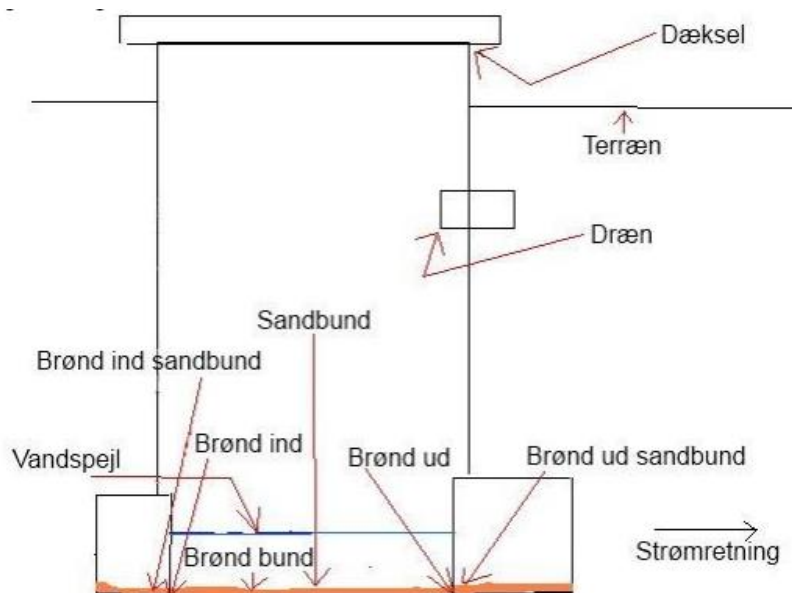 Dæksel
Terræn
Dræn
Sandbund
Brønd ind sandbund
Brønd ind
Brønd ud
Brønd ud sandbund
Vandspejl
Brønd bund
Strømretning